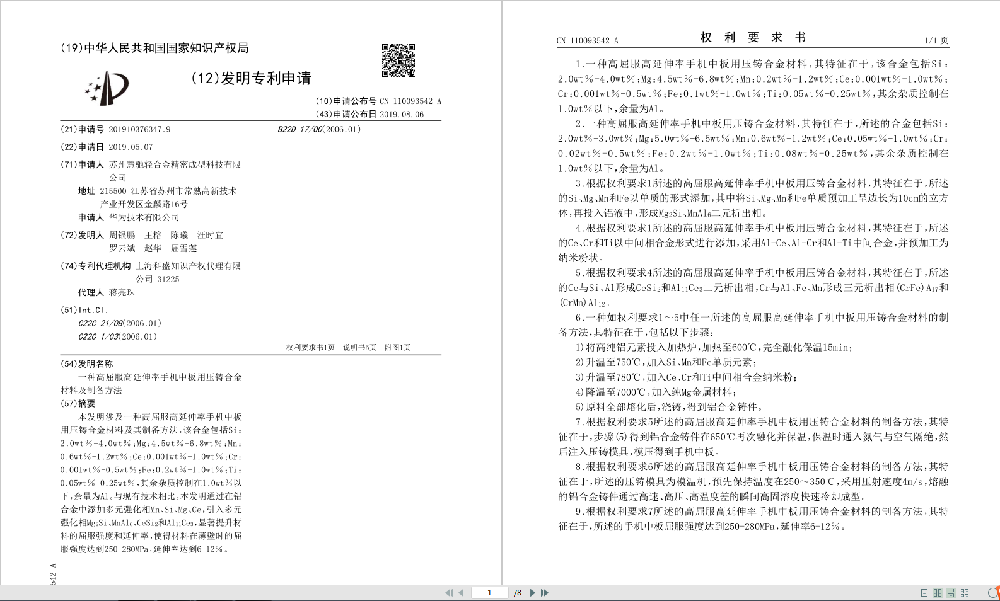 (19)中华人民共和国国家知识产权局
(12)发明专利申请
(10)申请公布号 CN 110093542 A
(43)申请公布日 2019.08.06
(21)申请号 201910376347.9
(22)申请日 2019.05.07
(71)申请人 苏州慧驰轻合金精密成型科技有限
公司
地址 215500 江苏省苏州市常熟高新技术
产业开发区金麟路16号
申请人 华为技术有限公司
(72)发明人 周银鹏 王榕 陈曦 汪时宜
罗云斌 赵华 屈雪莲
(74)专利代理机构 上海科盛知识产权代理有限
公司 31225
代理人 蒋亮珠
(51)Int.Cl.
C22C 21/08(2006.01)
C22C 1/03(2006.01)
B22D 17/00(2006.01)
权利要求书1页 说明书5页 附图1页
(54)发明名称
一种高屈服高延伸率手机中板用压铸合金
材料及制备方法
(57)摘要
本发明涉及一种高屈服高延伸率手机中板
用压铸合金材料及其制备方法,该合金包括Si:
2.0wt%-4.0wt%;Mg:4.5wt%-6.8wt%;Mn:
0.6wt%-1.2wt%;Ce:0.001wt%-1.0wt%;Cr:
0.001wt%-0.5wt%;Fe:0.2wt%-1.0wt%;Ti:
0.05wt%-0.25wt%,其余杂质控制在1.0wt%以
下,余量为Al。与现有技术相比,本发明通过在铝
合金中添加多元强化相Mn、Si、Mg、Ce,引入多元
强化相Mg2Si、MnAl6、CeSi2和Al11Ce3,显著提升材
料的屈服强度和延伸率,使得材料在薄壁时的屈
服强度达到250-280MPa,延伸率达到6-12%。
542 A
CN 110093542 A
权 利 要 求 书
1/1 页
1.一种高屈服高延伸率手机中板用压铸合金材料,其特征在于,该合金包括Si:
2.0wt%-4.0wt%;Mg:4.5wt%-6.8wt%;Mn:0.2wt%-1.2wt%;Ce:0.001wt%-1.0wt%;
Cr:0.001wt%-0.5wt%;Fe:0.1wt%-1.0wt%;Ti:0.05wt%-0.25wt%,其余杂质控制在
1.0wt%以下,余量为Al。
2.一种高屈服高延伸率手机中板用压铸合金材料,其特征在于,所述的合金包括Si:
2.0wt%-3.0wt%;Mg:5.0wt%-6.5wt%;Mn:0.6wt%-1.2wt%;Ce:0.05wt%-1.0wt%;Cr:
0.02wt%-0.5wt%;Fe:0.2wt%-1.0wt%;Ti:0.08wt%-0.25wt%,其余杂质控制在
1.0wt%以下,余量为Al。
3.根据权利要求1所述的高屈服高延伸率手机中板用压铸合金材料,其特征在于,所述
的Si、Mg、Mn和Fe以单质的形式添加,其中将Si、Mg、Mn和Fe单质预加工呈边长为10cm的立方
体,再投入铝液中,形成Mg2Si、MnAl6二元析出相。
4.根据权利要求1所述的高屈服高延伸率手机中板用压铸合金材料,其特征在于,所述
的Ce、Cr和Ti以中间相合金形式进行添加,采用Al-Ce、Al-Cr和Al-Ti中间合金,并预加工为
纳米粉状。
5.根据权利要求4所述的高屈服高延伸率手机中板用压铸合金材料,其特征在于,所述
的Ce与Si、Al形成CeSi2和Al11Ce3二元析出相,Cr与Al、Fe、Mn形成三元析出相(CrFe)Al7和
(CrMn)Al12。
6.一种如权利要求1～5中任一所述的高屈服高延伸率手机中板用压铸合金材料的制
备方法,其特征在于,包括以下步骤:
1)将高纯铝元素投入加热炉,加热至600℃,完全融化保温15min;
2)升温至750℃,加入Si、Mn和Fe单质元素;
3)升温至780℃,加入Ce、Cr和Ti中间相合金纳米粉;
4)降温至7000℃,加入纯Mg金属材料;
5)原料全部熔化后,浇铸,得到铝合金铸件。
7.根据权利要求5所述的高屈服高延伸率手机中板用压铸合金材料的制备方法,其特
征在于,步骤(5)得到铝合金铸件在650℃再次融化并保温,保温时通入氮气与空气隔绝,然
后注入压铸模具,模压得到手机中板。
8.根据权利要求6所述的高屈服高延伸率手机中板用压铸合金材料的制备方法,其特
征在于,所述的压铸模具为模温机,预先保持温度在250～350℃,采用压射速度4m/s,熔融
的铝合金铸件通过高速、高压、高温度差的瞬间高固溶度快速冷却成型。
9.根据权利要求7所述的高屈服高延伸率手机中板用压铸合金材料的制备方法,其特
征在于,所述的手机中板屈服强度达到250-280MPa,延伸率6-12%。
1 /8